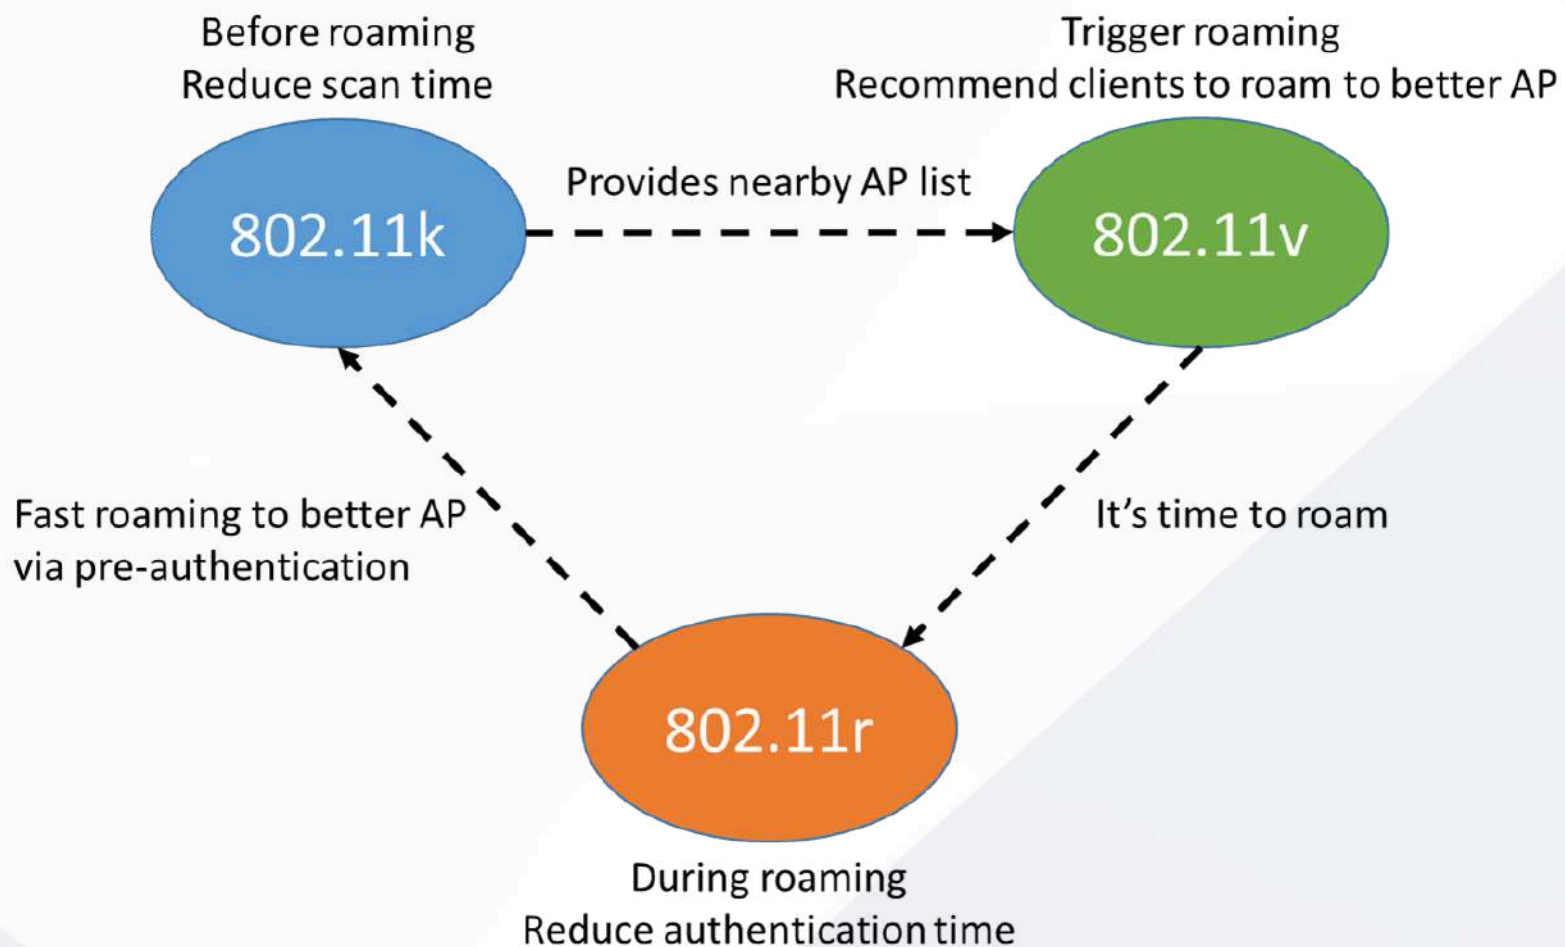 Before roaming
Reduce scan time
Trigger roaming
Recommend clients to roam to better AP
802.11k
Provides nearby AP list
802.11v
Fast roaming to better AP
via pre-authentication
It’s time to roam
802.11r
During roaming
Reduce authentication time